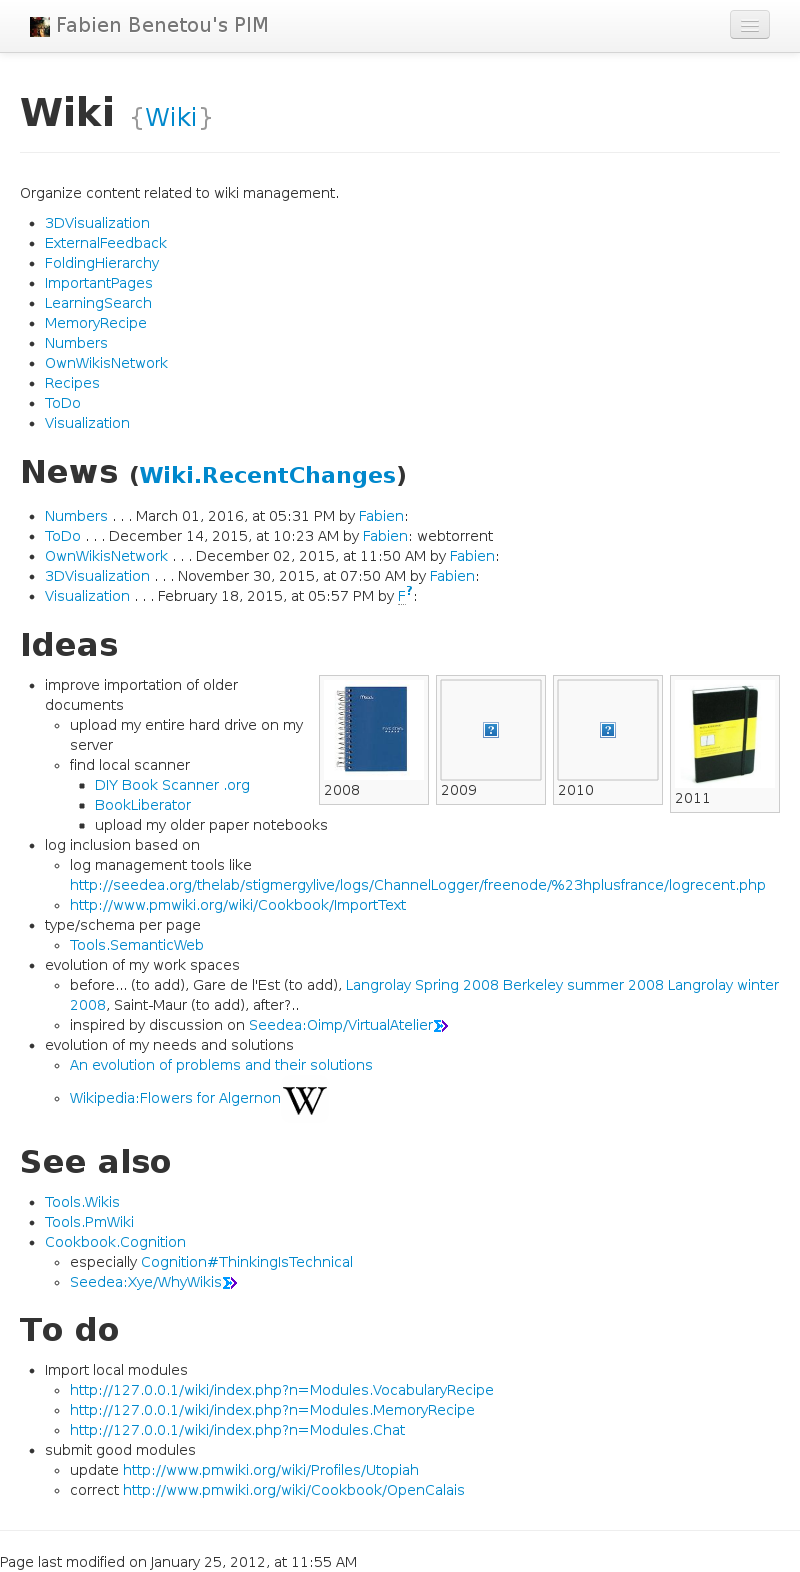 Fabien Benetou's PIM
Wiki {Wiki}
Organize content related to wiki management.
3DVisualization
ExternalFeedback
FoldingHierarchy
ImportantPages
LearningSearch
MemoryRecipe
Numbers
OwnWikisNetwork
Recipes
ToDo
Visualization
News (Wiki.RecentChanges)
Numbers . . . March 01, 2016, at 05:31 PM by Fabien:
ToDo . . . December 14, 2015, at 10:23 AM by Fabien: webtorrent
OwnWikisNetwork . . . December 02, 2015, at 11:50 AM by Fabien:
3DVisualization . . . November 30, 2015, at 07:50 AM by Fabien:
Visualization . . . February 18, 2015, at 05:57 PM by F?:
Ideas
improve importation of older
documents
upload my entire hard drive on my
server
find local scanner
DIY Book Scanner .org
BookLiberator
upload my older paper notebooks
2008
2009
2010
2011
log inclusion based on
log management tools like
http://seedea.org/thelab/stigmergylive/logs/ChannelLogger/freenode/%23hplusfrance/logrecent.php
http://www.pmwiki.org/wiki/Cookbook/ImportText
type/schema per page
Tools.SemanticWeb
evolution of my work spaces
before... (to add), Gare de l'Est (to add), Langrolay Spring 2008 Berkeley summer 2008 Langrolay winter
2008, Saint-Maur (to add), after?..
inspired by discussion on Seedea:Oimp/VirtualAtelier
evolution of my needs and solutions
An evolution of problems and their solutions
Wikipedia:Flowers for Algernon W
See also
Tools.Wikis
Tools.PmWiki
Cookbook.Cognition
especially Cognition#ThinkingIsTechnical
Seedea:Xye/WhyWikis
To do
Import local modules
http://127.0.0.1/wiki/index.php?n=Modules.VocabularyRecipe
http://127.0.0.1/wiki/index.php?n=Modules.MemoryRecipe
http://127.0.0.1/wiki/index.php?n=Modules.Chat
submit good modules
update http://www.pmwiki.org/wiki/Profiles/Utopiah
correct http://www.pmwiki.org/wiki/Cookbook/OpenCalais
Page last modified on January 25, 2012, at 11:55 AM